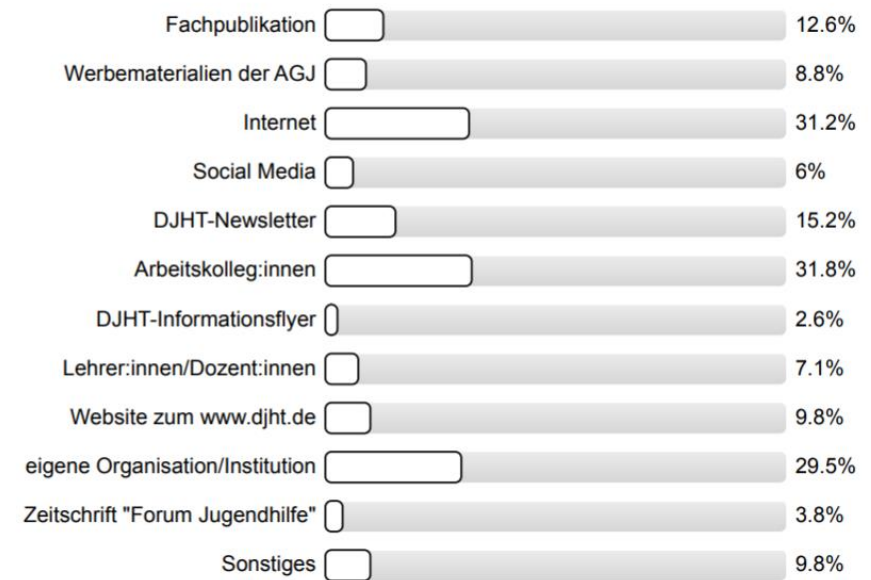 Fachpublikation 12.6%
Werbematerialien der AGJ 8.8%
Internet 31.2%
Social Media 6%
DJHT-Newsletter 15.2%
Arbeitskolleg:innen 31.8%
DJHT-Informationsflyer 2.6%
Lehrer:innen/Dozent:innen 7.1%
Website zum www.djht.de 9.8%
eigene Organisation/Institution 29.5%
Zeitschrift "Forum Jugendhilfe" 3.8%
Sonstiges 9.8%